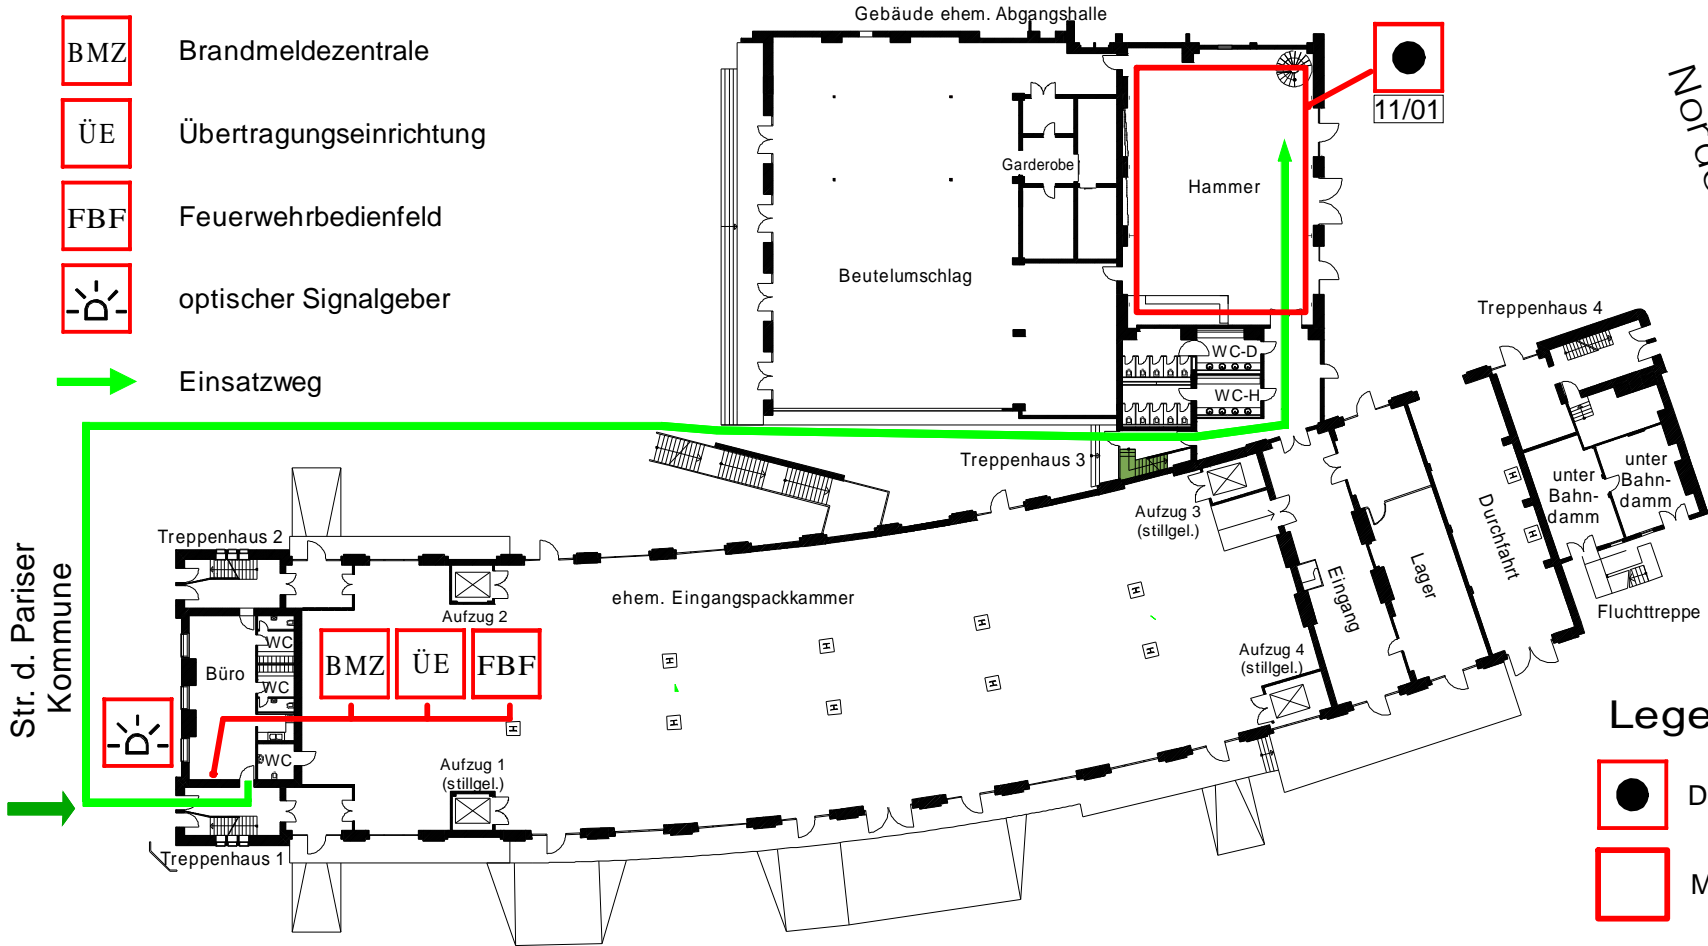 Gebäude ehem. Abgangshalle
BMZ Brandmeldezentrale
ÜE Übertragungseinrichtung
FBF Feuerwehrbedienfeld
optischer Signalgeber
Einsatzweg
11/01
Garderobe
Hammer
Beutelumschlag
WC-D
WC-H
Treppenhaus 4
Treppenhaus 3
Treppenhaus 2
Str. d. Pariser
Kommune
Aufzug 3
(stillgel.)
unter
Bahn-
damm
unter
Bahn-
damm
Durchfahrt
H
H
Lager
Eingang
Fluchttreppe
ehem. Eingangspackkammer
Aufzug 2
WC
Büro
WC
WC
BMZ
ÜE
FBF
H
H
H
H
H
H
H
H
H
Aufzug 4
(stillgel.)
Aufzug 1
(stillgel.)
Treppenhaus 1
Lege
D
M